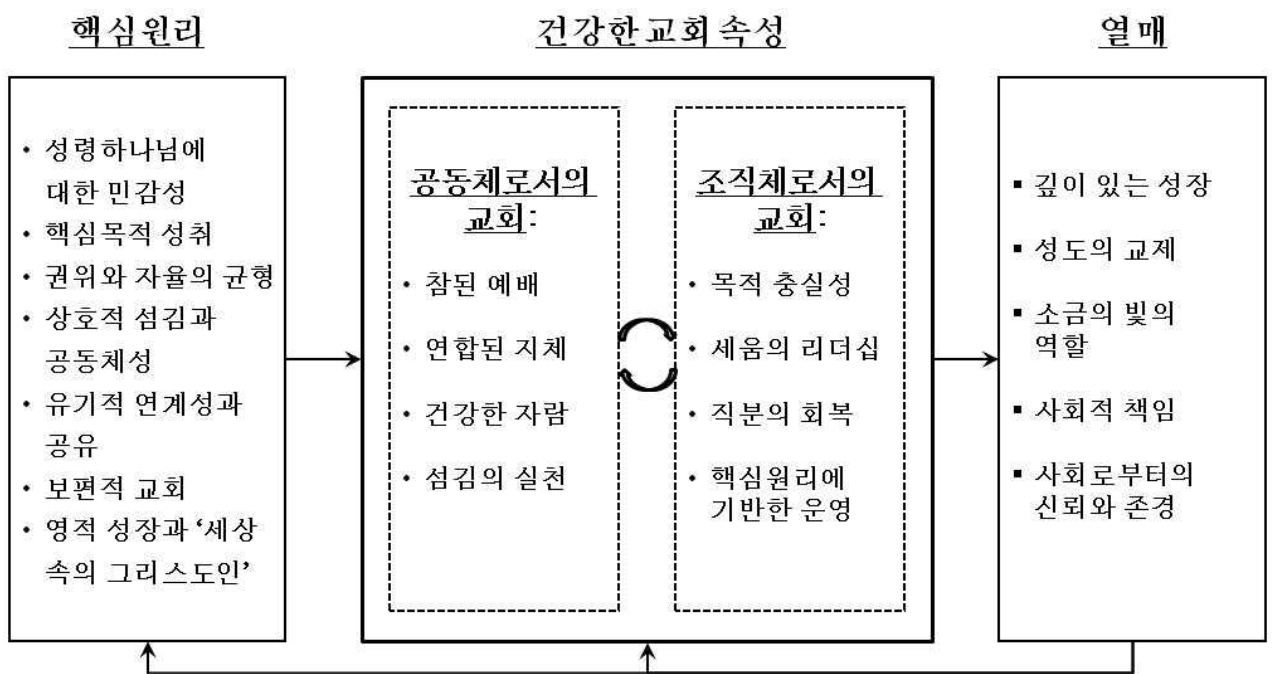 핵심원리
건강한 교회 속성
열매
• 성령하나님에
대한 민감성
• 핵심목적 성취
• 권위와 자율의 균형
• 상호적 섬김과
공동체성
• 유기적 연계성과
공유
• 보편적 교회
• 영적 성장과 ‘세상
속의 그리스도인’
공동체로서의
교회:
• 참된 예배
• 연합된 지체
• 건강한 자람
• 섬김의 실천
조직체로서의
교회:
• 목적 충실성
• 세움의 리더십
• 직분의 회복
• 핵심원리에
기반한 운영
▪ 깊이 있는 성장
▪ 성도의 교제
▪ 소금의 빛의
역할
▪ 사회적 책임
▪ 사회로부터의
신뢰와 존경